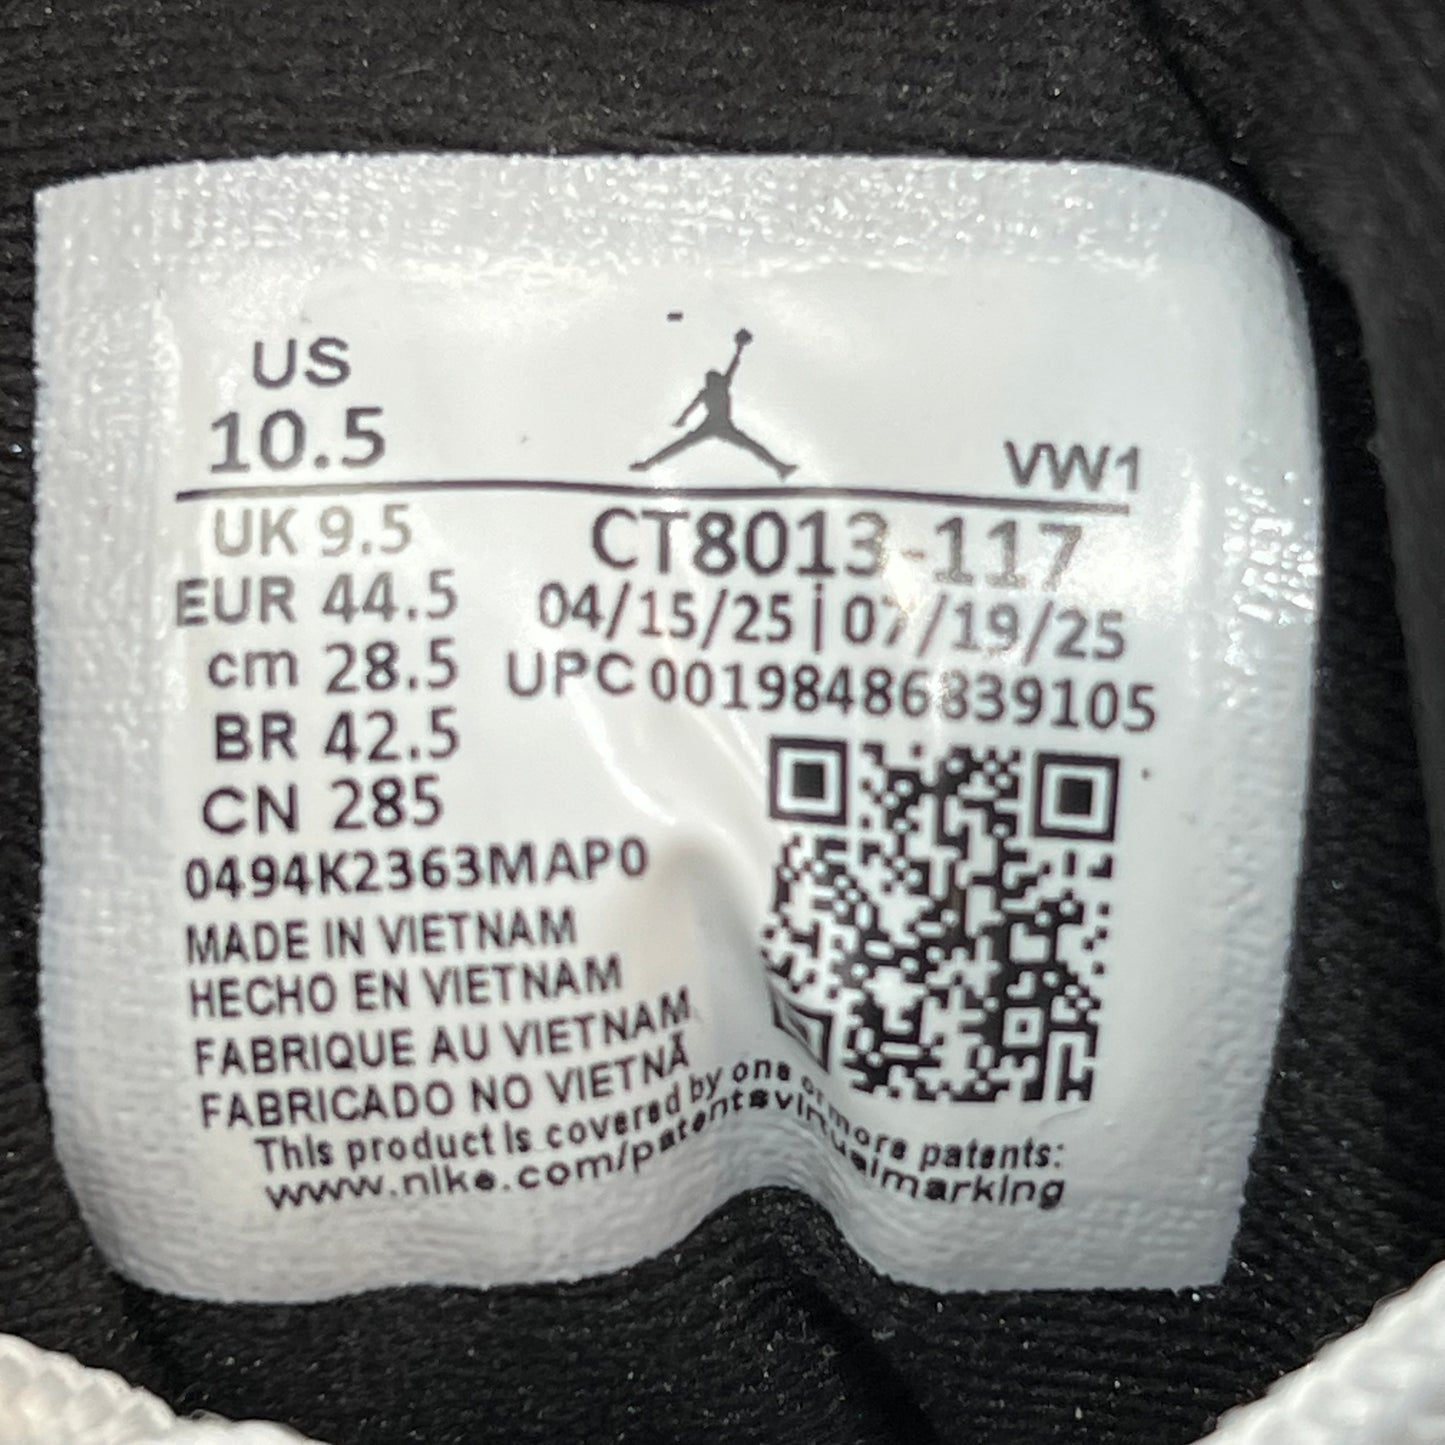 US
10.5
VW1
UK 9.5
EUR 44.5
cm 28.5
BR 42.5
CN 285
CT8013-117
04/15/25|07/19/25
UPC 00198486839105
0494K2363MAP0
MADE IN VIETNAM
HECHO EN VIETNAM
FABRIQUE AU VIETNAM
FABRICADO NO VIETNÃ
This product is covered by one or more patents:
www.nike.com/patentsvirtualmarking